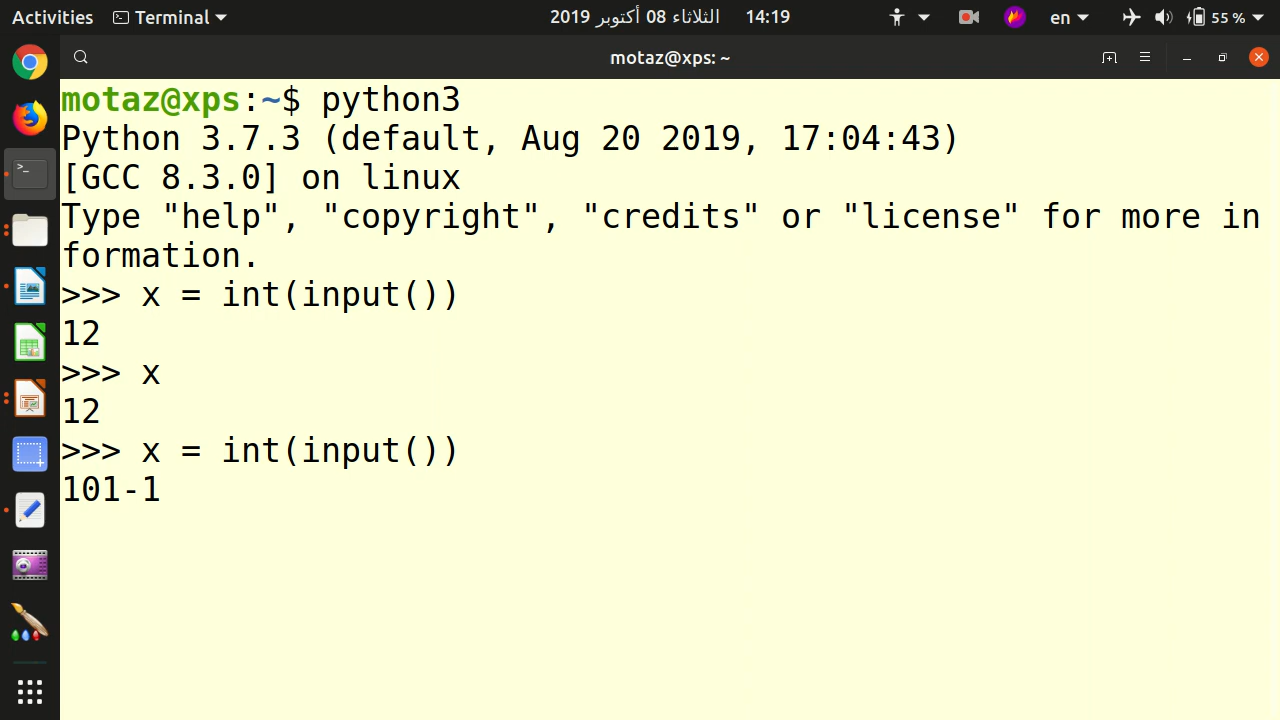 Activities Terminal الثلاثاء 08 أكتوبر 2019 14:19 en 55 %
motaz@xps: ~
motaz@xps:~$ python3
Python 3.7.3 (default, Aug 20 2019, 17:04:43)
[GCC 8.3.0] on linux
Type "help", "copyright", "credits" or "license" for more in
formation.
>>> x = int(input())
12
>>> x
12
>>> x = int(input())
101-1